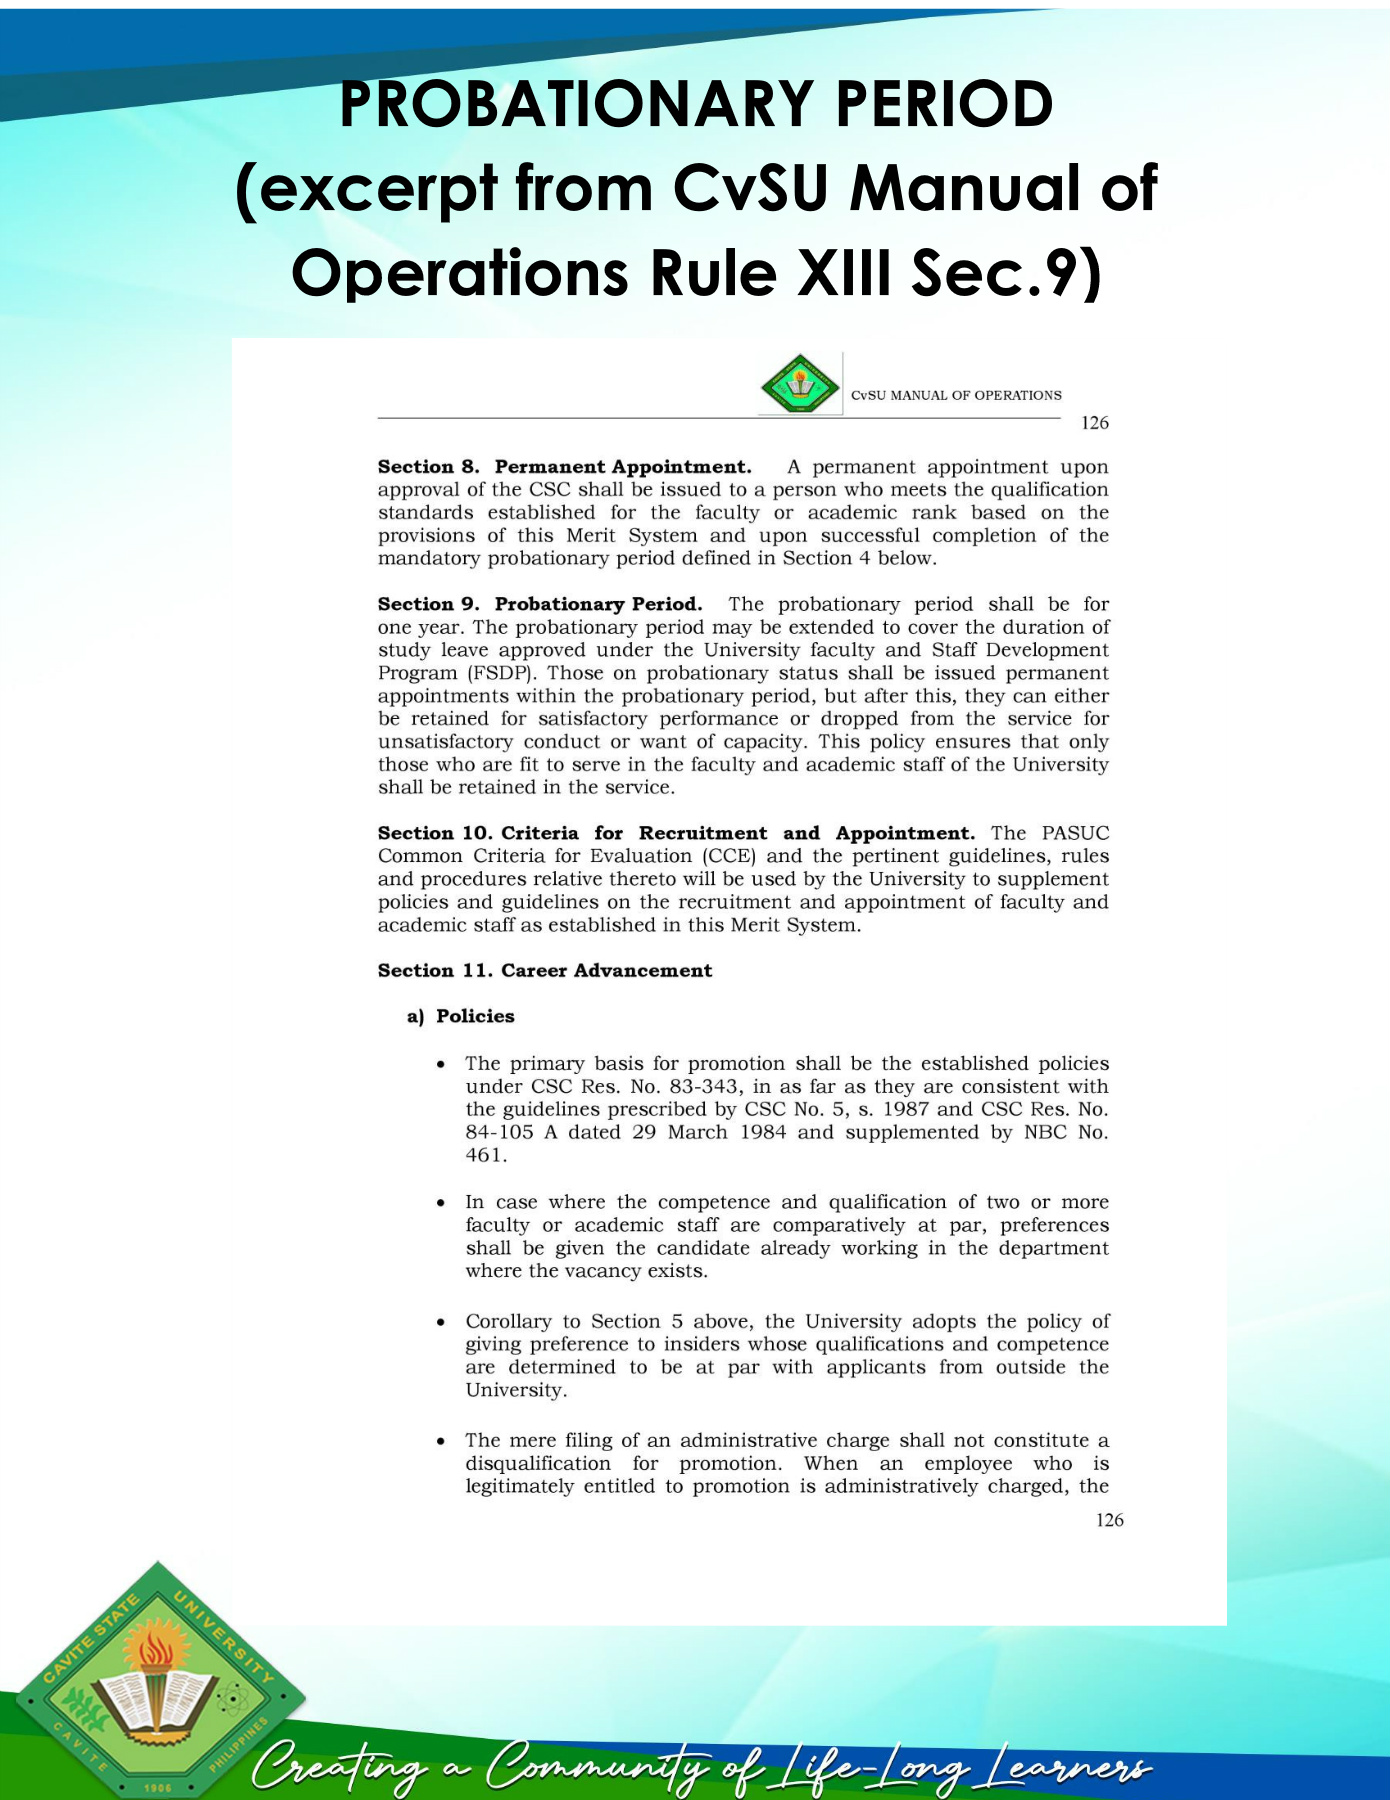 PROBATIONARY PERIOD
(excerpt from CvSU Manual of
Operations Rule XIII Sec.9)
CvSU MANUAL OF OPERATIONS
126
Section 8. Permanent Appointment. A permanent appointment upon
approval of the CSC shall be issued to a person who meets the qualification
standards established for the faculty or academic rank based on the
provisions of this Merit System and upon successful completion of the
mandatory probationary period defined in Section 4 below.
Section 9. Probationary Period. The probationary period shall be for
one year. The probationary period may be extended to cover the duration of
study leave approved under the University faculty and Staff Development
Program (FSDP). Those on probationary status shall be issued permanent
appointments within the probationary period, but after this, they can either
be retained for satisfactory performance or dropped from the service for
unsatisfactory conduct or want of capacity. This policy ensures that only
those who are fit to serve in the faculty and academic staff of the University
shall be retained in the service.
Section 10. Criteria for Recruitment and Appointment. The PASUC
Common Criteria for Evaluation (CCE) and the pertinent guidelines, rules
and procedures relative thereto will be used by the University to supplement
policies and guidelines on the recruitment and appointment of faculty and
academic staff as established in this Merit System.
Section 11. Career Advancement
a) Policies
• The primary basis for promotion shall be the established policies
under CSC Res. No. 83-343, in as far as they are consistent with
the guidelines prescribed by CSC No. 5, s. 1987 and CSC Res. No.
84-105 A dated 29 March 1984 and supplemented by NBC No.
461.
• In case where the competence and qualification of two or more
faculty or academic staff are comparatively at par, preferences
shall be given the candidate already working in the department
where the vacancy exists.
• Corollary to Section 5 above, the University adopts the policy of
giving preference to insiders whose qualifications and competence
are determined to be at par with applicants from outside the
University.
• The mere filing of an administrative charge shall not constitute a
disqualification for promotion. When an employee who is
legitimately entitled to promotion is administratively charged, the
126
CAVITE STATE UNIVERSITY
CAVITE
PHILIPPINES
1906
Creating a Community of Life-Long Learners